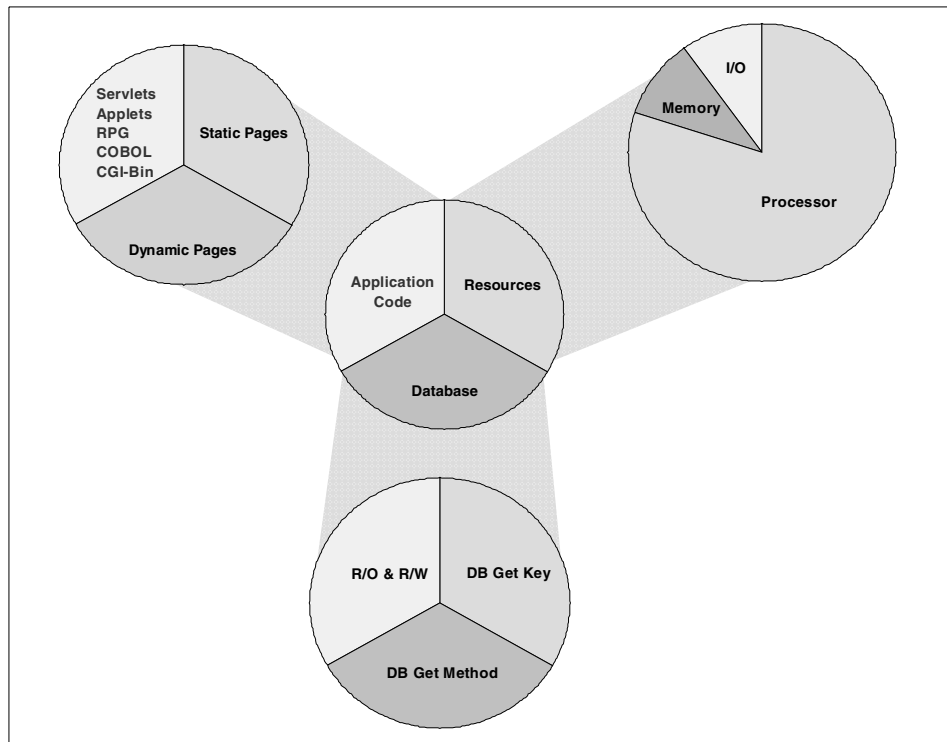 Servlets
Applets
RPG
COBOL
CGI-Bin
Static Pages
Dynamic Pages
I/O
Memory
Processor
Application
Code
Resources
Database
R/O & R/W
DB Get Key
DB Get Method